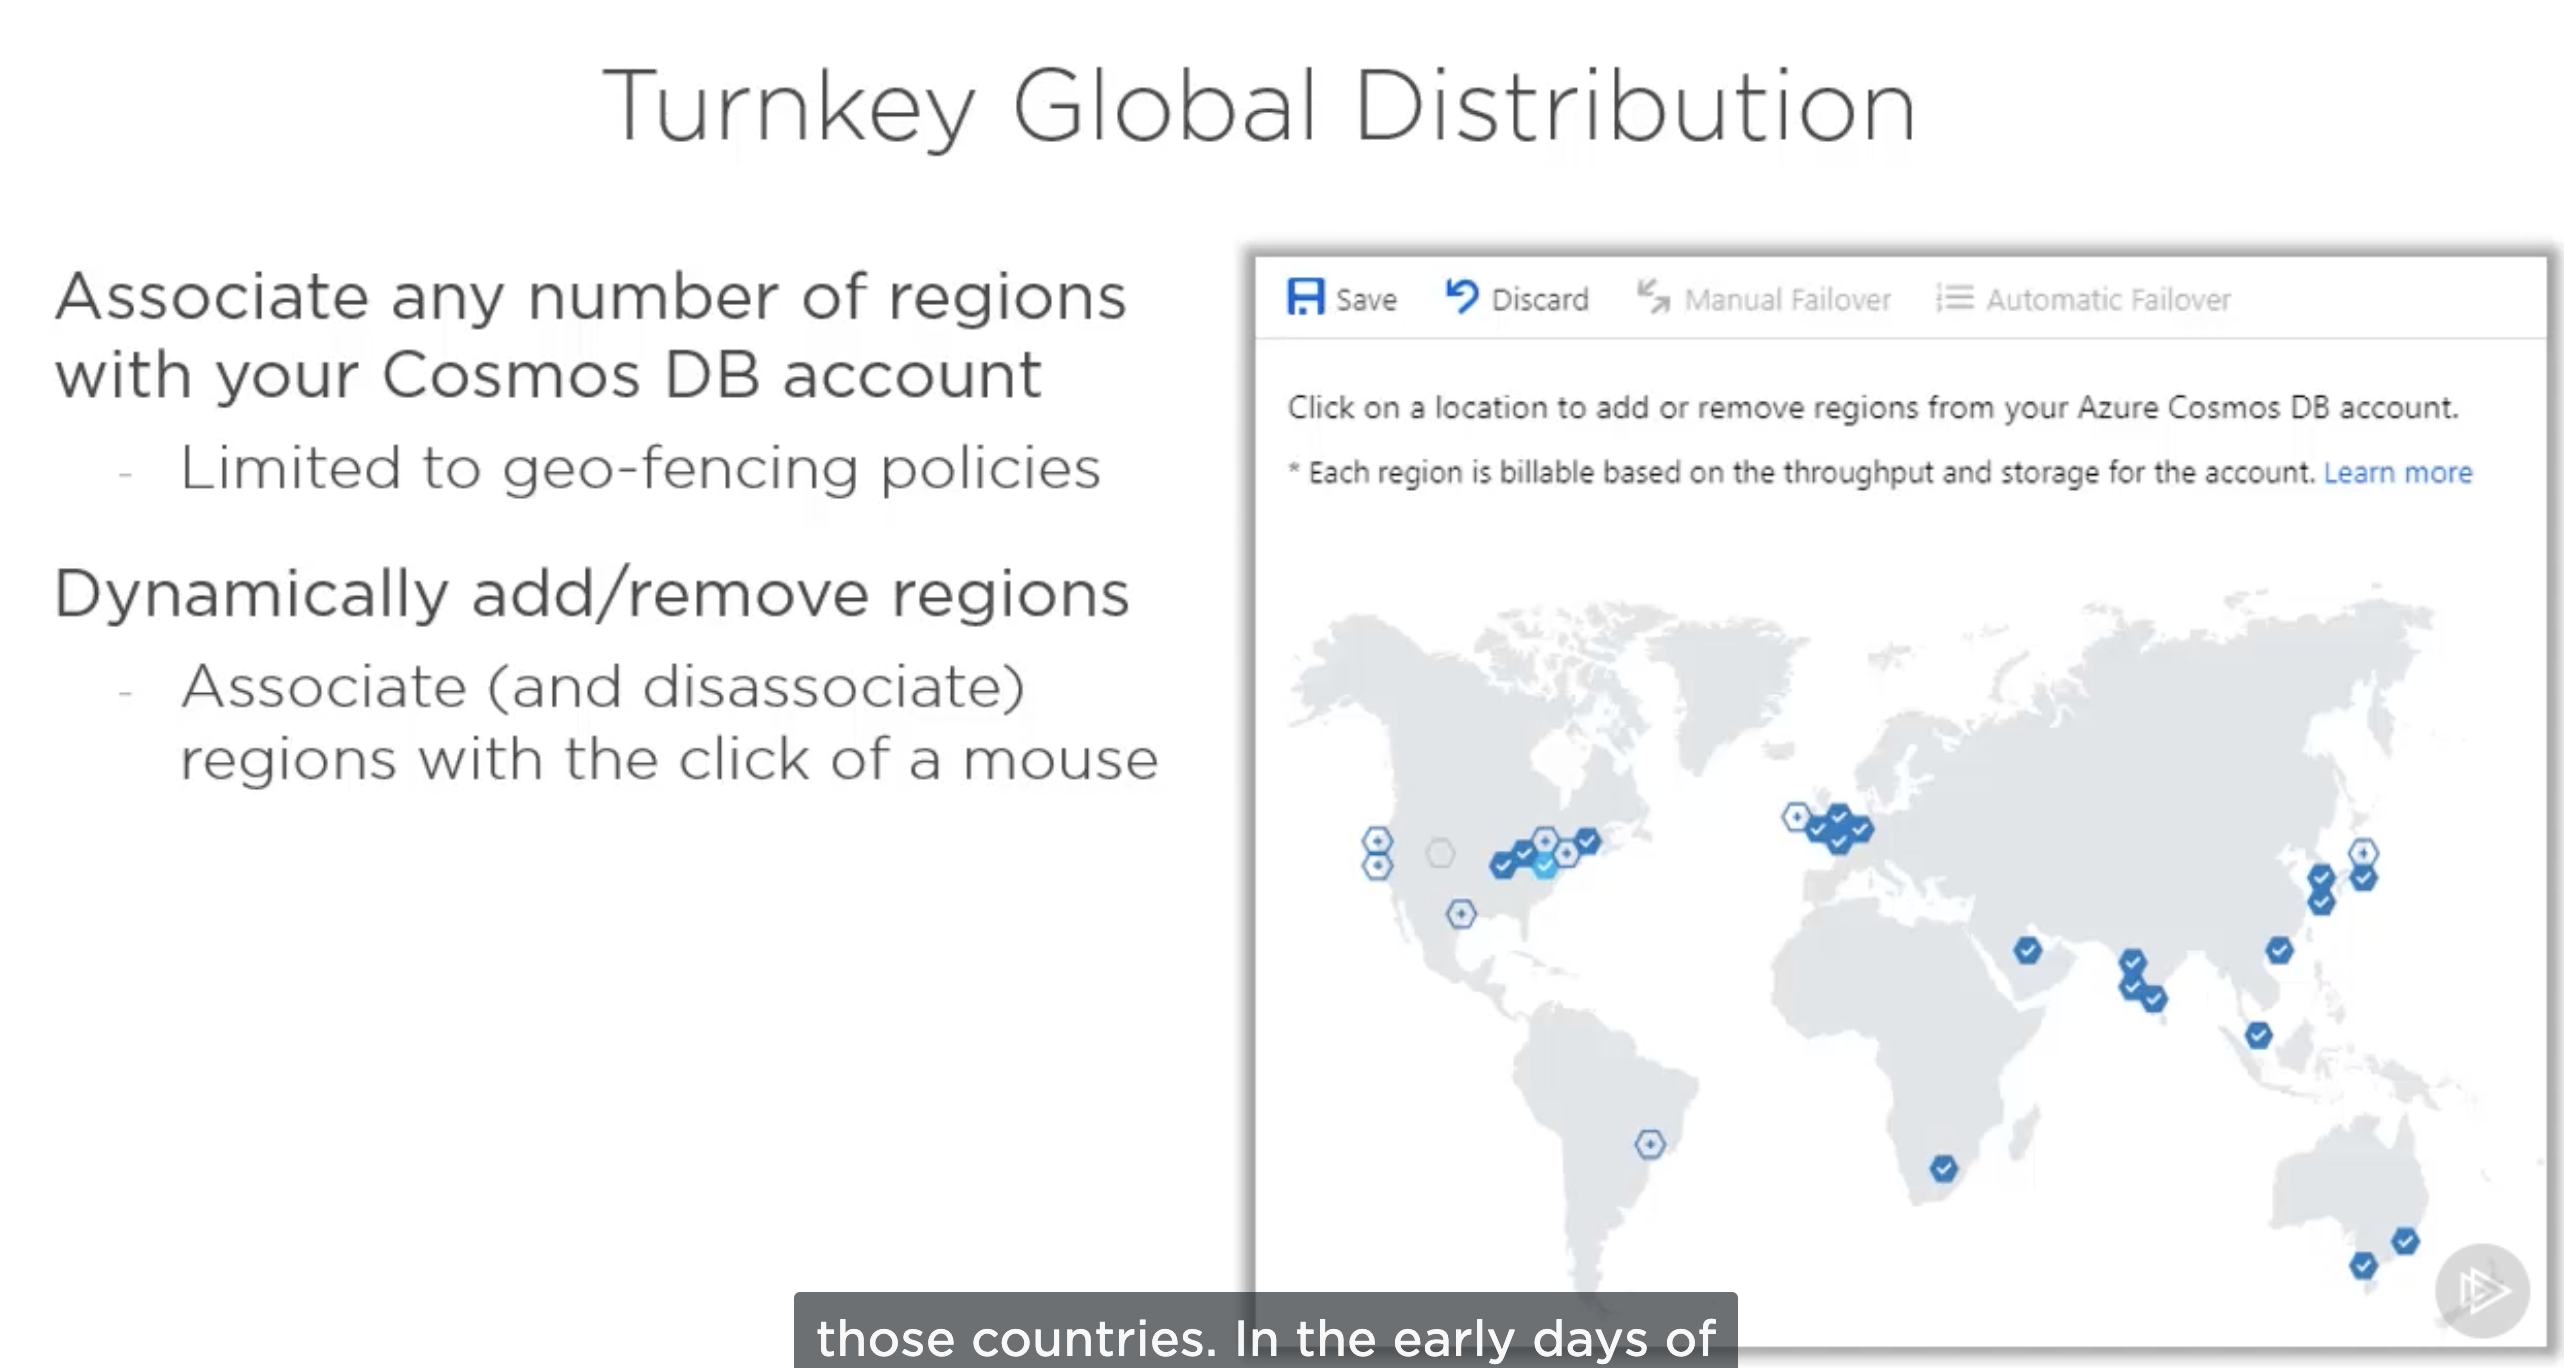 Turnkey Global Distribution
Associate any number of regions
with your Cosmos DB account
- Limited to geo-fencing policies
Dynamically add/remove regions
- Associate (and disassociate)
regions with the click of a mouse
Save Discard Manual Failover Automatic Failover
Click on a location to add or remove regions from your Azure Cosmos DB account.
* Each region is billable based on the throughput and storage for the account. Learn more
those countries. In the early days of